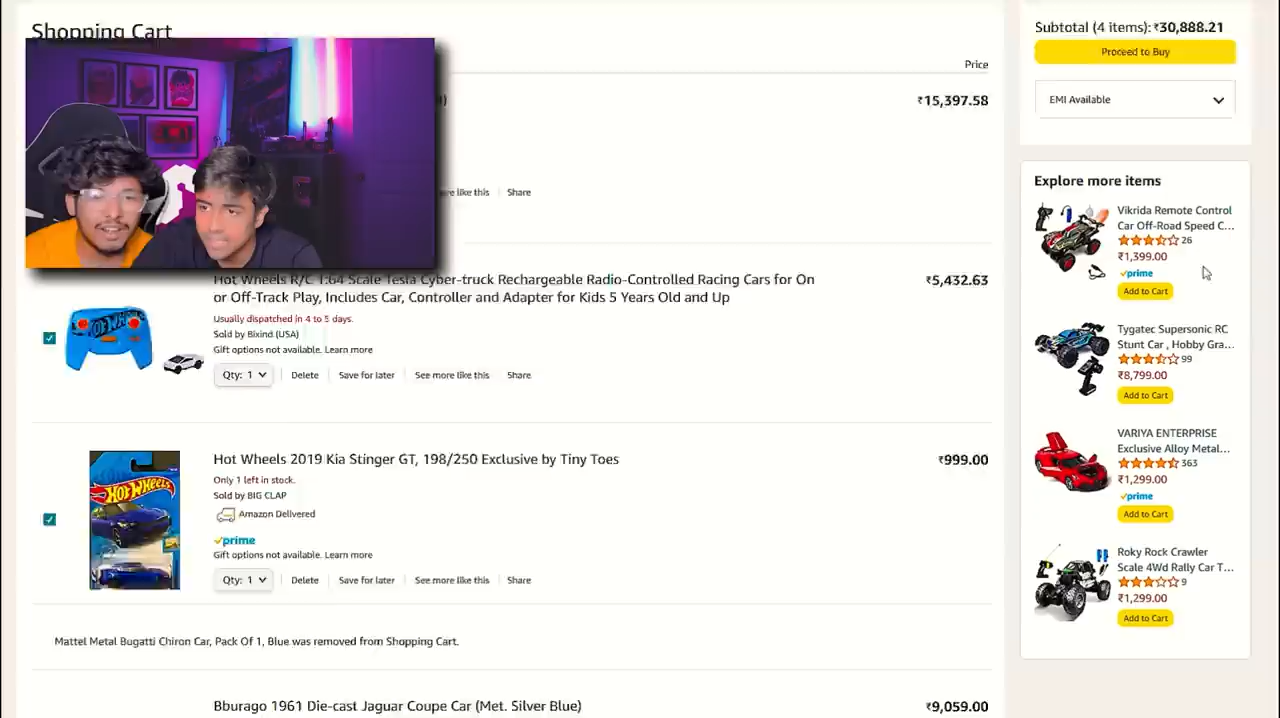 Shopping Cart
Subtotal (4 items): ₹30,888.21
Proceed to Buy
EMI Available
Price
₹15,397.58
like this Share
Hot Wheels R/C 1:64 Scale Tesla Cyber-truck Rechargeable Radio-Controlled Racing Cars for On
or Off-Track Play, Includes Car, Controller and Adapter for Kids 5 Years Old and Up
₹5,432.63
Usually dispatched in 4 to 5 days.
Sold by Bixind (USA)
Gift options not available. Learn more
Qty: 1 Delete Save for later See more like this Share
HOT WHEELS
Hot Wheels 2019 Kia Stinger GT, 198/250 Exclusive by Tiny Toes
₹999.00
Only 1 left in stock.
Sold by BIG CLAP
Amazon Delivered
prime
Gift options not available. Learn more
Qty: 1 Delete Save for later See more like this Share
Mattel Metal Bugatti Chiron Car, Pack Of 1, Blue was removed from Shopping Cart.
Bburago 1961 Die-cast Jaguar Coupe Car (Met. Silver Blue)
₹9,059.00
Explore more items
Vikrida Remote Control
Car Off-Road Speed C...
26
₹1,399.00
prime
Add to Cart
Tygatec Supersonic RC
Stunt Car , Hobby Gra...
99
₹8,799.00
Add to Cart
VARIYA ENTERPRISE
Exclusive Alloy Metal...
363
₹1,299.00
prime
Add to Cart
Roky Rock Crawler
Scale 4Wd Rally Car T...
9
₹1,299.00
Add to Cart